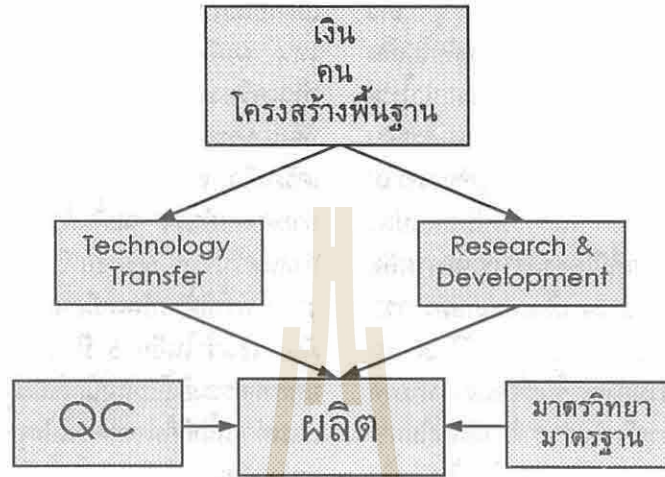 เงิน
คน
โครงสร้างพื้นฐาน
Technology
Transfer
Research &
Development
QC
ผลิต
มาตรวิทยา
มาตรฐาน